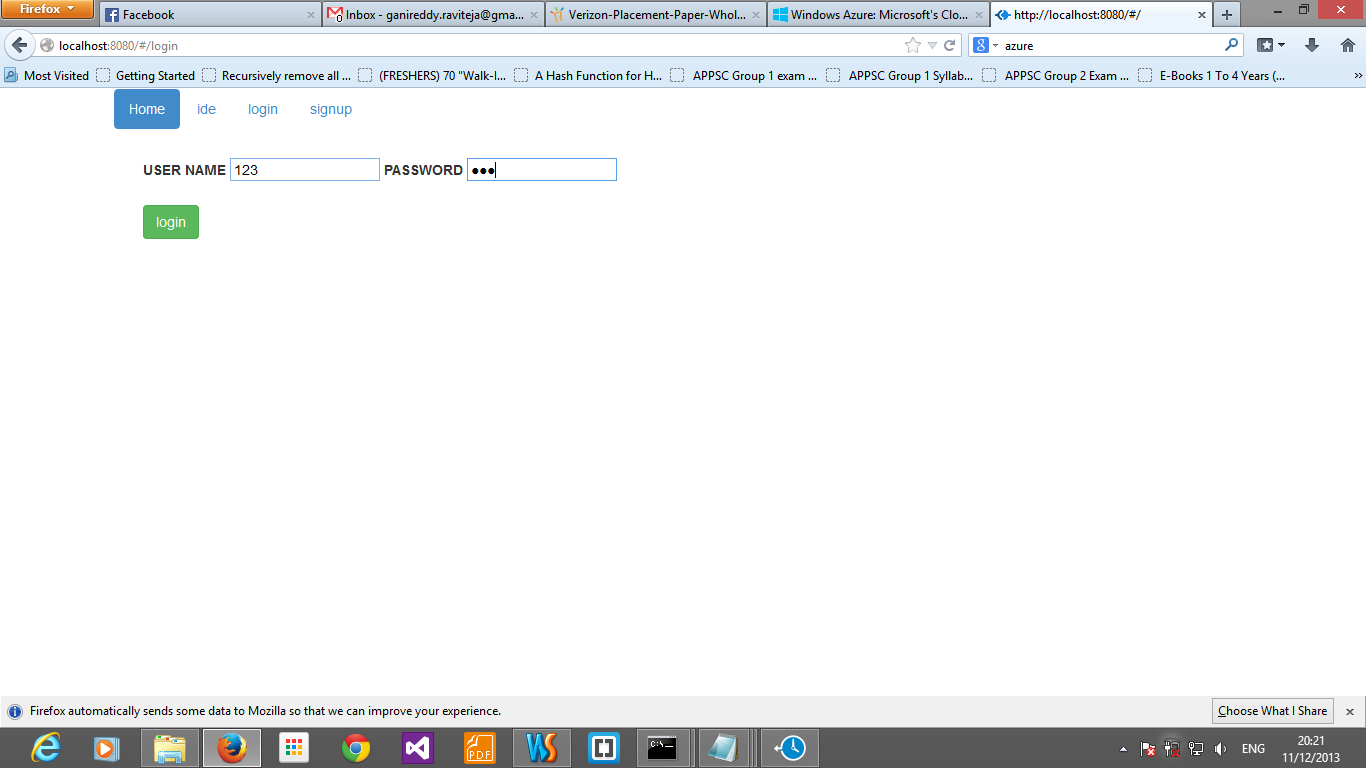 Firefox
Facebook
Inbox - ganireddy.raviteja@gma...
Verizon-Placement-Paper-Whol...
Windows Azure: Microsoft's Clo...
http://localhost:8080/#/
localhost:8080/#/login
azure
Most Visited
Getting Started
Recursively remove all ...
(FRESHERS) 70 "Walk-I...
A Hash Function for H...
APPSC Group 1 exam ...
APPSC Group 1 Syllab...
APPSC Group 2 Exam ...
E-Books 1 To 4 Years (...
Home
ide
login
signup
USER NAME 123 PASSWORD
login
Firefox automatically sends some data to Mozilla so that we can improve your experience.
Choose What I Share
PDF
C:\_
ENG
20:21
11/12/2013